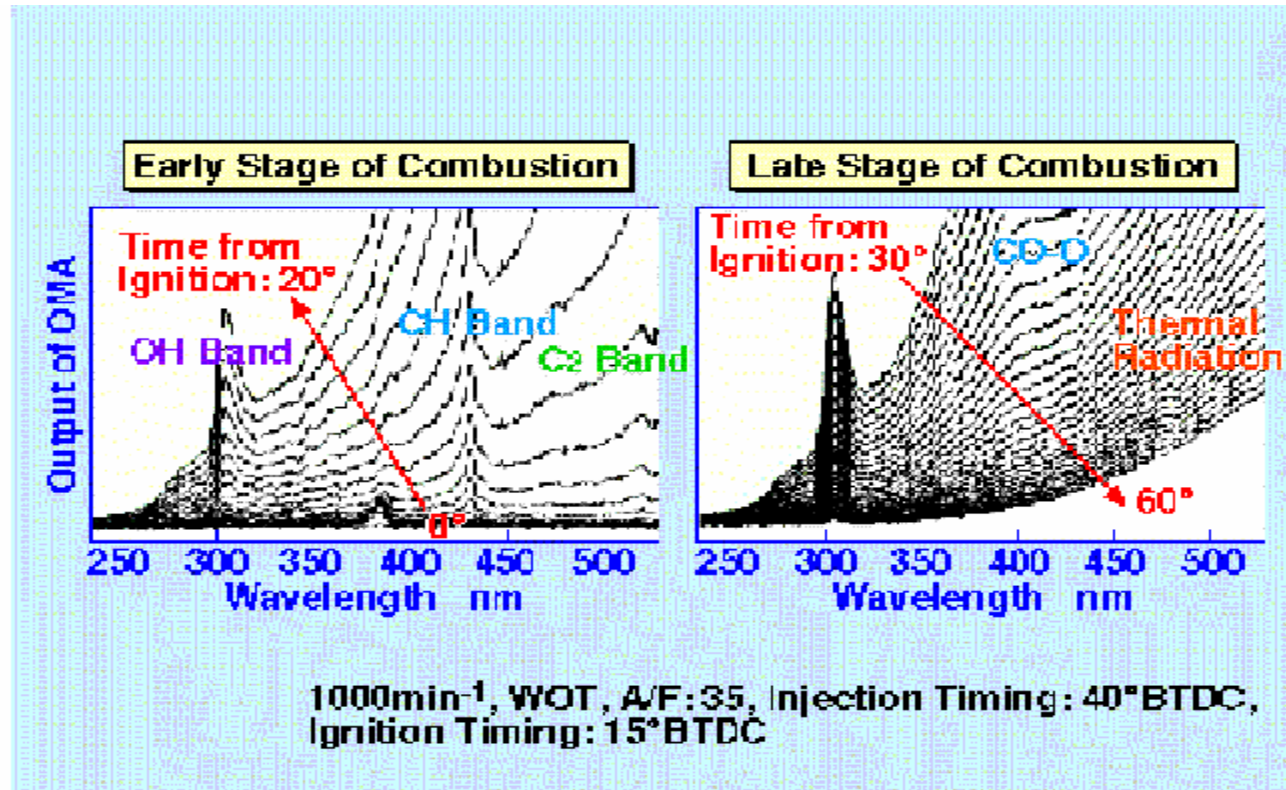 Early Stage of Combustion
Late Stage of Combustion
Output of OMA
Time from
Ignition: 20°
OH Band
CH Band
C2 Band
0°
250 300 350 400 450 500
Wavelength nm
Time from
Ignition: 30°
CO-O
Thermal
Radiation
60°
250 300 350 400 450 500
Wavelength nm
1000min-1, WOT, A/F:35, Injection Timing: 40°BTDC,
Ignition Timing: 15°BTDC